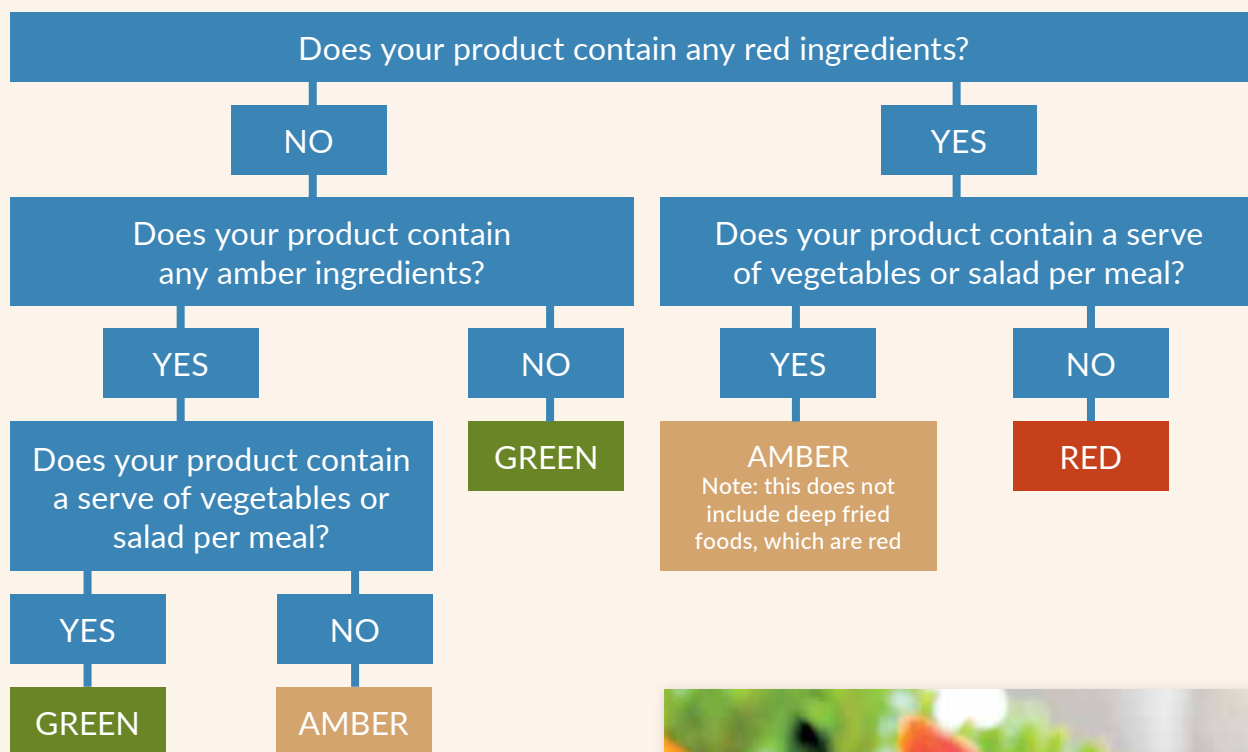 Does your product contain any red ingredients?
NO
YES
Does your product contain
any amber ingredients?
Does your product contain a serve
of vegetables or salad per meal?
YES
NO
YES
NO
Does your product contain
a serve of vegetables or
salad per meal?
GREEN
AMBER
Note: this does not
include deep fried
foods, which are red
RED
YES
NO
GREEN
AMBER